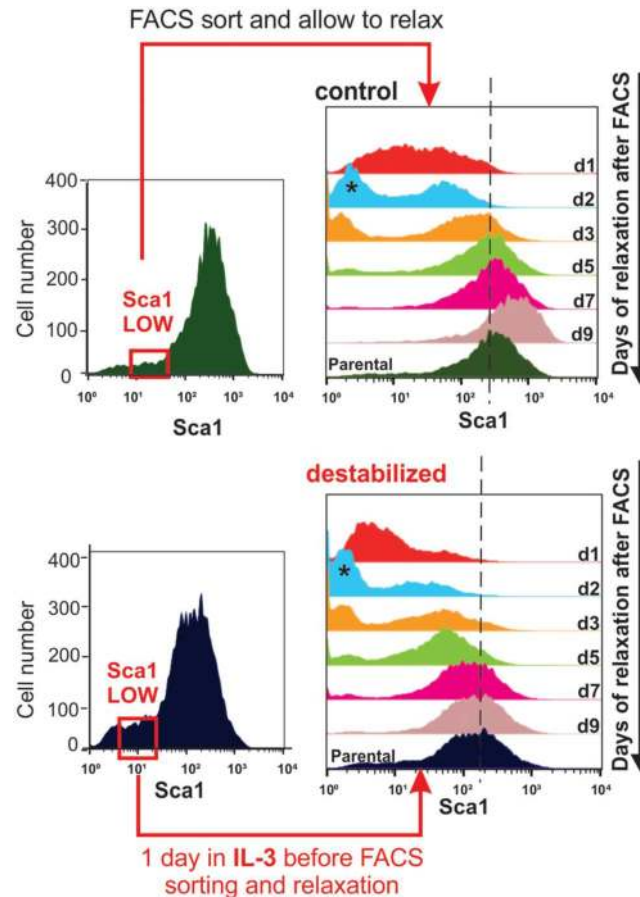 FACS sort and allow to relax
control
400
300
200
100
0
Cell number
Sca1
LOW
10⁰ 10¹ 10² 10³ 10⁴
Sca1
*
d1
d2
d3
d5
d7
d9
Parental
10⁰ 10¹ 10² 10³ 10⁴
Sca1
Days of relaxation after FACS
destabilized
400
300
200
100
0
Cell number
Sca1
LOW
10⁰ 10¹ 10² 10³ 10⁴
Sca1
*
d1
d2
d3
d5
d7
d9
Parental
10⁰ 10¹ 10² 10³ 10⁴
Sca1
Days of relaxation after FACS
1 day in IL-3 before FACS
sorting and relaxation